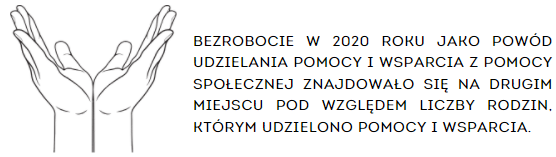 BEZROBOCIE W 2020 ROKU JAKO POWÓD
UDZIELANIA POMOCY I WSPARCIA Z POMOCY
SPOŁECZNEJ ZNAJDOWAŁO SIĘ NA DRUGIM
MIEJSCU POD WZGLĘDEM LICZBY RODZIN,
KTÓRYM UDZIELONO POMOCY I WSPARCIA.